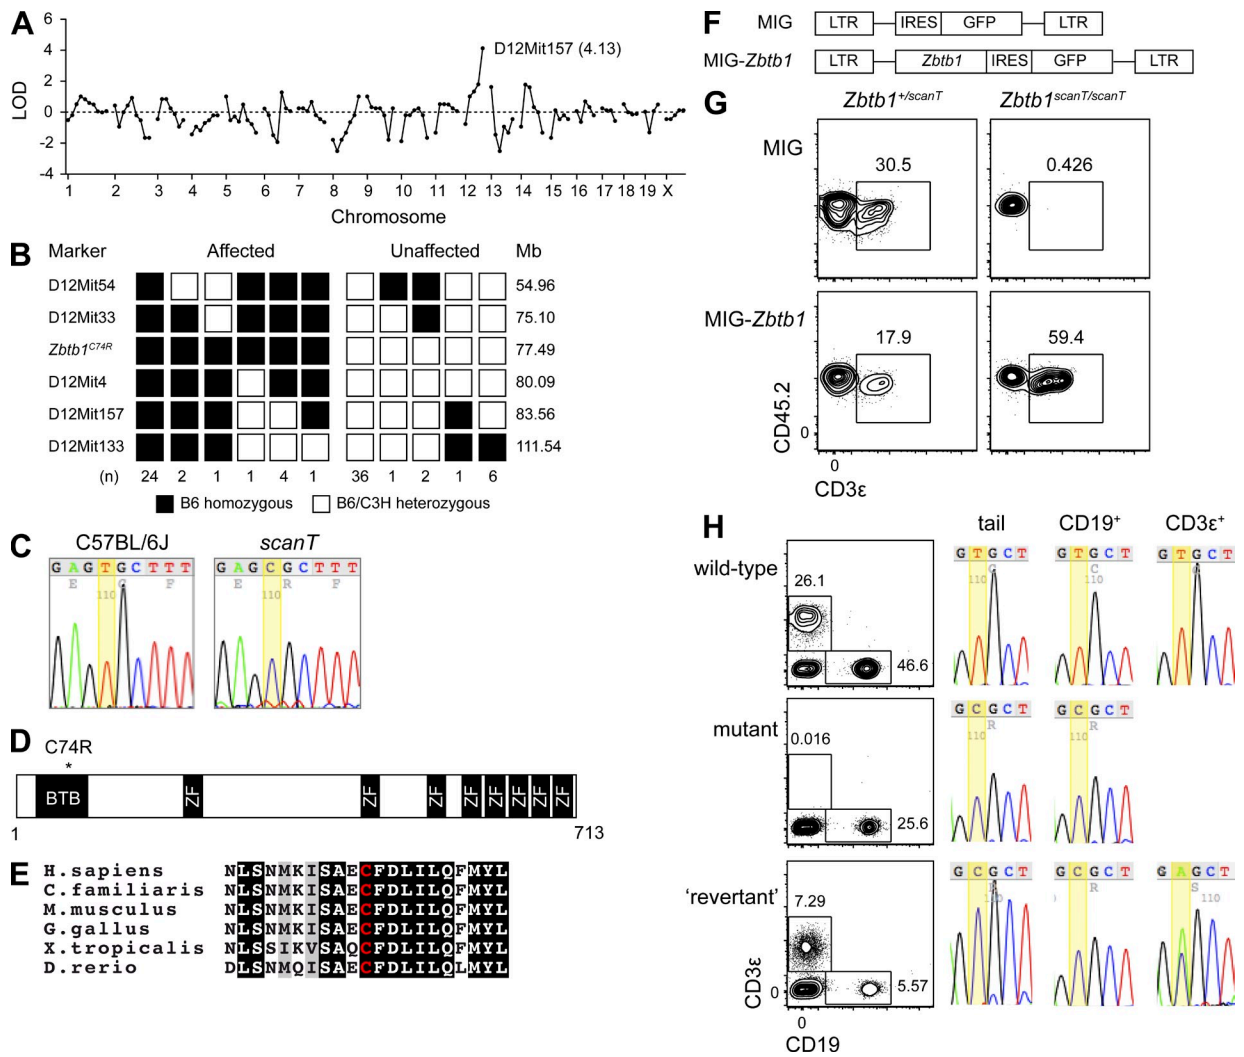 A
6
4
2
0
-2
-4
LOD
D12Mit157 (4.13)
1 2 3 4 5 6 7 8 9 10 11 12 13 14 15 16 17 18 19 X
Chromosome
B
Marker Affected Unaffected Mb
D12Mit54 54.96
D12Mit33 75.10
Zbtb1C74R 77.49
D12Mit4 80.09
D12Mit157 83.56
D12Mit133 111.54
(n) 24 2 1 1 4 1 36 1 2 1 6
B6 homozygous B6/C3H heterozygous
C
C57BL/6J scanT
G A G T G C T T T
E C F
110
G A G C G C T T T
E R F
110
D
C74R
*
BTB ZF ZF ZF ZF ZF ZF ZF ZF
1 713
E
H.sapiens NLSNMKISAECFDLILQFMYL
C.familiaris NLSNMKISAECFDLILQFMYL
M.musculus NLSNMKISAECFDLILQFMYL
G.gallus NLSNMKISAECFDLILQFMYL
X.tropicalis NLSSIKVSAQCFDLILQFMYL
D.rerio DLSNMQISAECFDLILQLMYL
F
MIG LTR IRES GFP LTR
MIG-Zbtb1 LTR Zbtb1 IRES GFP LTR
G
Zbtb1+/scanT Zbtb1scanT/scanT
MIG
30.5 0.426
MIG-Zbtb1
17.9 59.4
CD45.2
0
0
CD3ε
H
tail CD19+ CD3ε+
wild-type
26.1
46.6
G T G C T
C
110
G T G C T
C
110
G T G C T
mutant
0.016
25.6
G C G C T
R
110
G C G C T
R
110
'revertant'
7.29
5.57
G C G C T
G C G C T
R
G A G C T
S
110
CD3ε
0
0
CD19